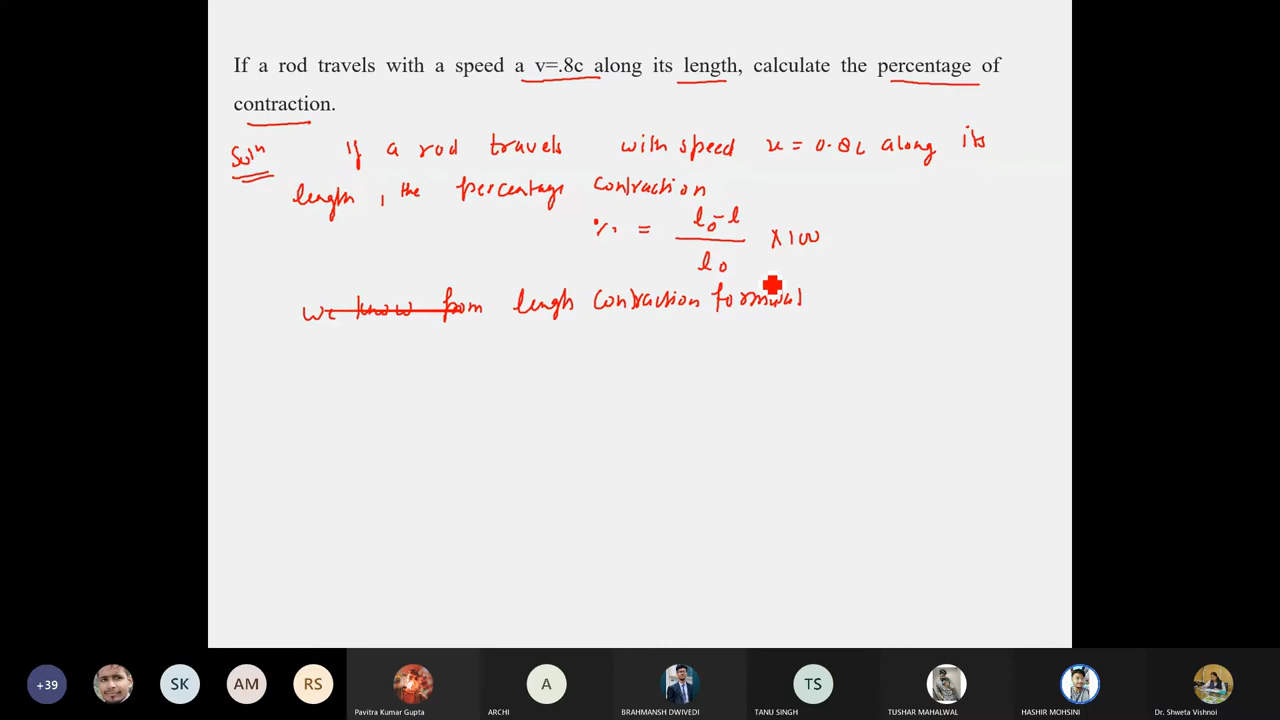 If a rod travels with a speed a v=.8c along its length, calculate the percentage of
contraction.
Soln If a rod travels with speed u = 0.8c along its
length, the percentage contraction
% = l₀-l / l₀ ×100
we know from lengh contraction formual
+39 SK AM RS A TS
Pavitra Kumar Gupta ARCHI BRAHMANSH DWIVEDI TANU SINGH TUSHAR MAHALWAL HASHIR MOHSINI Dr. Shweta Vishnoi